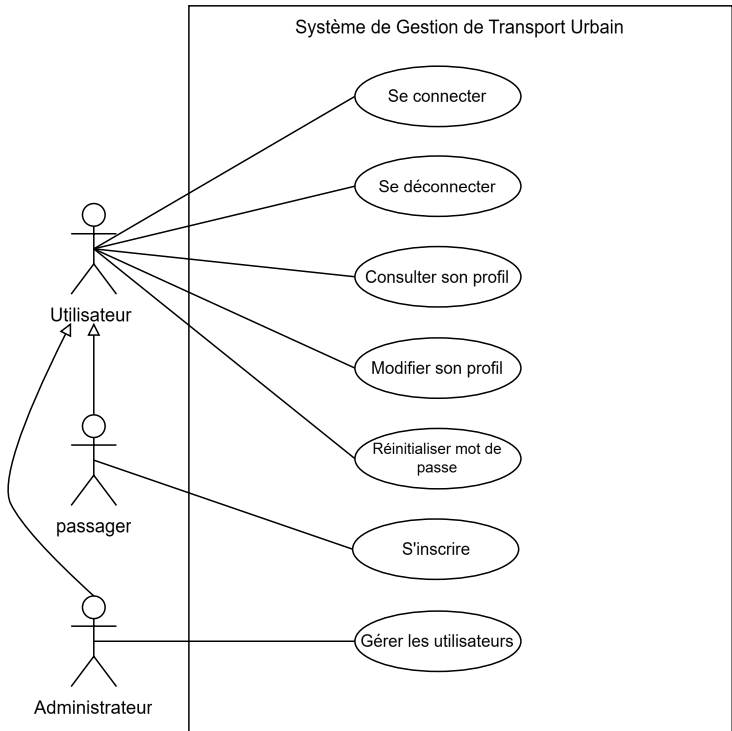 Système de Gestion de Transport Urbain
Se connecter
Se déconnecter
Consulter son profil
Utilisateur
Modifier son profil
Réinitialiser mot de
passe
passager
S'inscrire
Gérer les utilisateurs
Administrateur